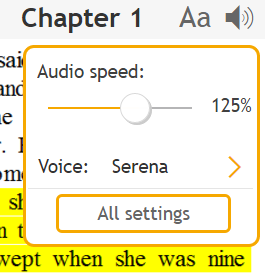 Chapter 1 Aa
Audio speed:
125%
Voice: Serena
All settings
wept when she was nine